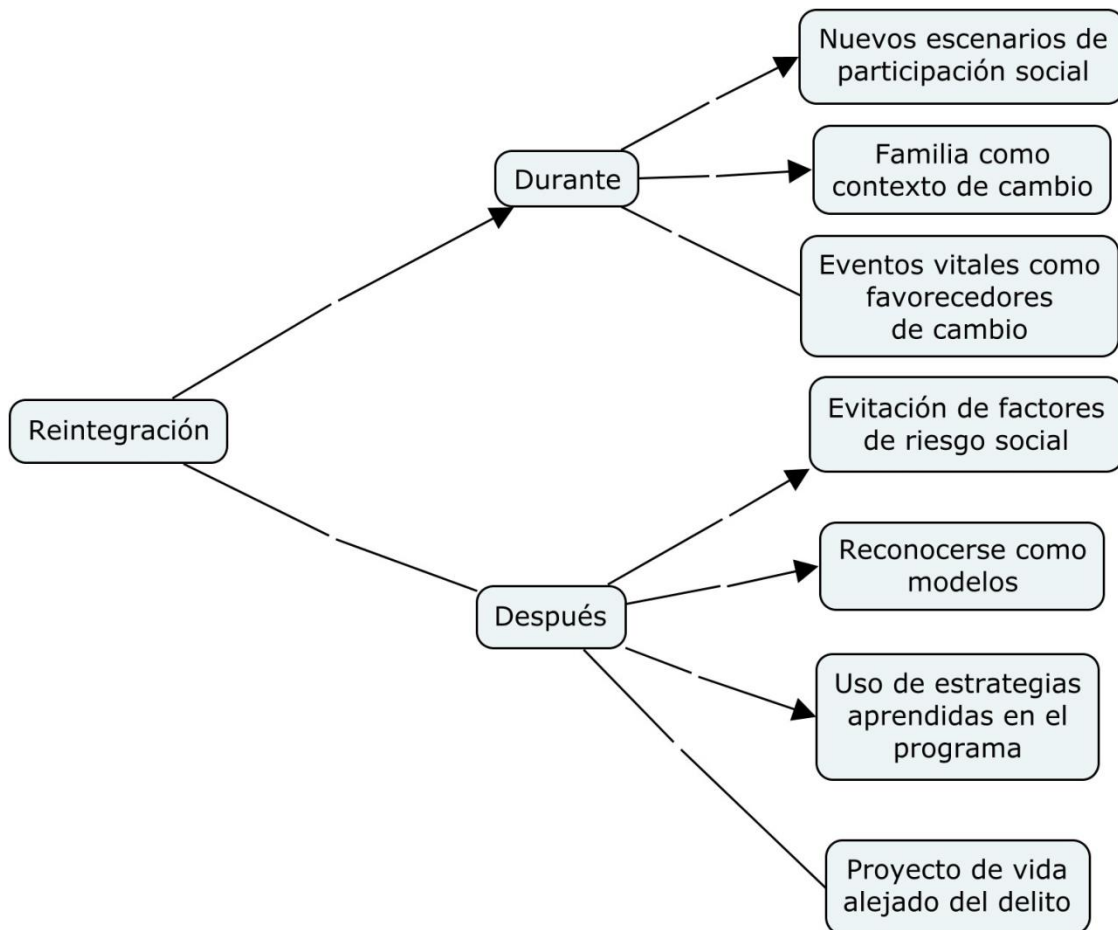 Nuevos escenarios de
participación social
Durante
Familia como
contexto de cambio
Eventos vitales como
favorecedores
de cambio
Reintegración
Evitación de factores
de riesgo social
Reconocerse como
modelos
Después
Uso de estrategias
aprendidas en el
programa
Proyecto de vida
alejado del delito